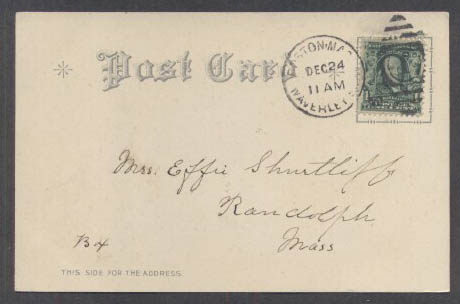 Post Card
BOSTON, MASS.
DEC 24
11 AM
WAVERLEY
Mrs. Effie Shurtliff
Randolph
Mass
B4
THIS SIDE FOR THE ADDRESS.